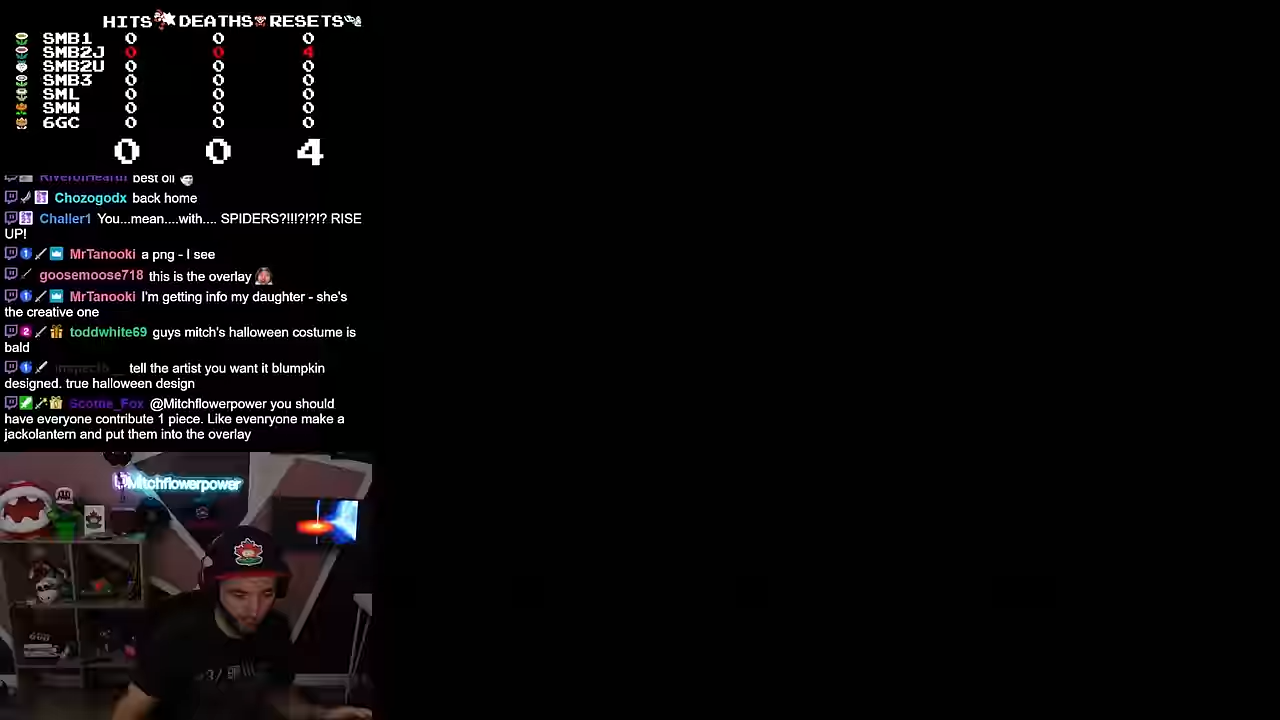 HITS DEATHS RESETS
SMB1 0 0 0
SMB2J 0 0 4
SMB2U 0 0 0
SMB3 0 0 0
SML 0 0 0
SMW 0 0 0
6GC 0 0 0
0 0 4
best oil
Chozogodx back home
Challer1 You...mean....with.... SPIDERS?!!!?!?!? RISE
UP!
MrTanooki a png - I see
goosemoose718 this is the overlay
MrTanooki I'm getting info my daughter - she's
the creative one
toddwhite69 guys mitch's halloween costume is
bald
tell the artist you want it blumpkin
designed. true halloween design
Scotne_Fox @Mitchflowerpower you should
have everyone contribute 1 piece. Like evenryone make a
jackolantern and put them into the overlay
Mitchflowerpower